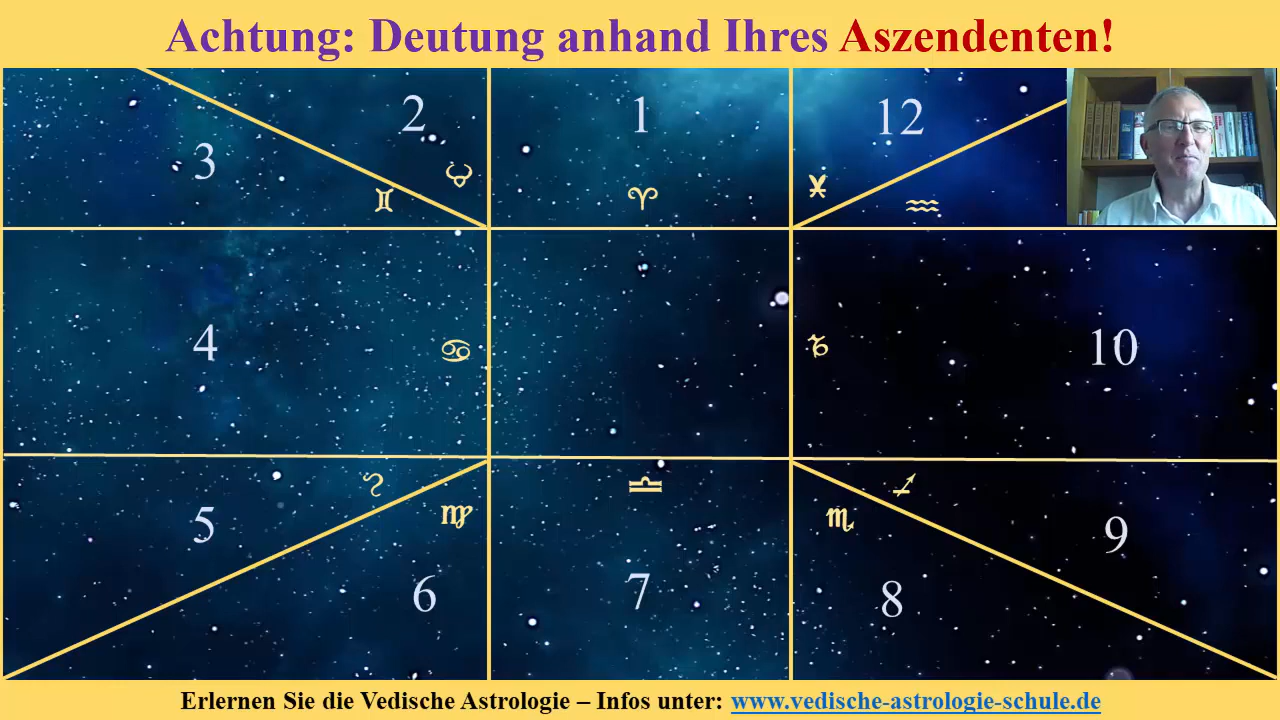 Achtung: Deutung anhand Ihres Aszendenten!
2 1 12
3
♉ ♊ ♈ ♓ ♒
4 ♋ ♑ 10
♌ ♍ ♎ ♏ ♐
5 9
6 7 8
Erlernen Sie die Vedische Astrologie – Infos unter: www.vedische-astrologie-schule.de